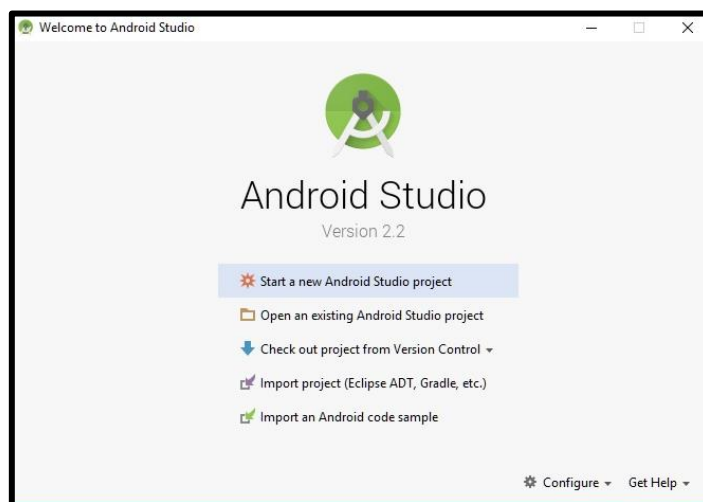 Welcome to Android Studio
Android Studio
Version 2.2
Start a new Android Studio project
Open an existing Android Studio project
Check out project from Version Control
Import project (Eclipse ADT, Gradle, etc.)
Import an Android code sample
Configure Get Help